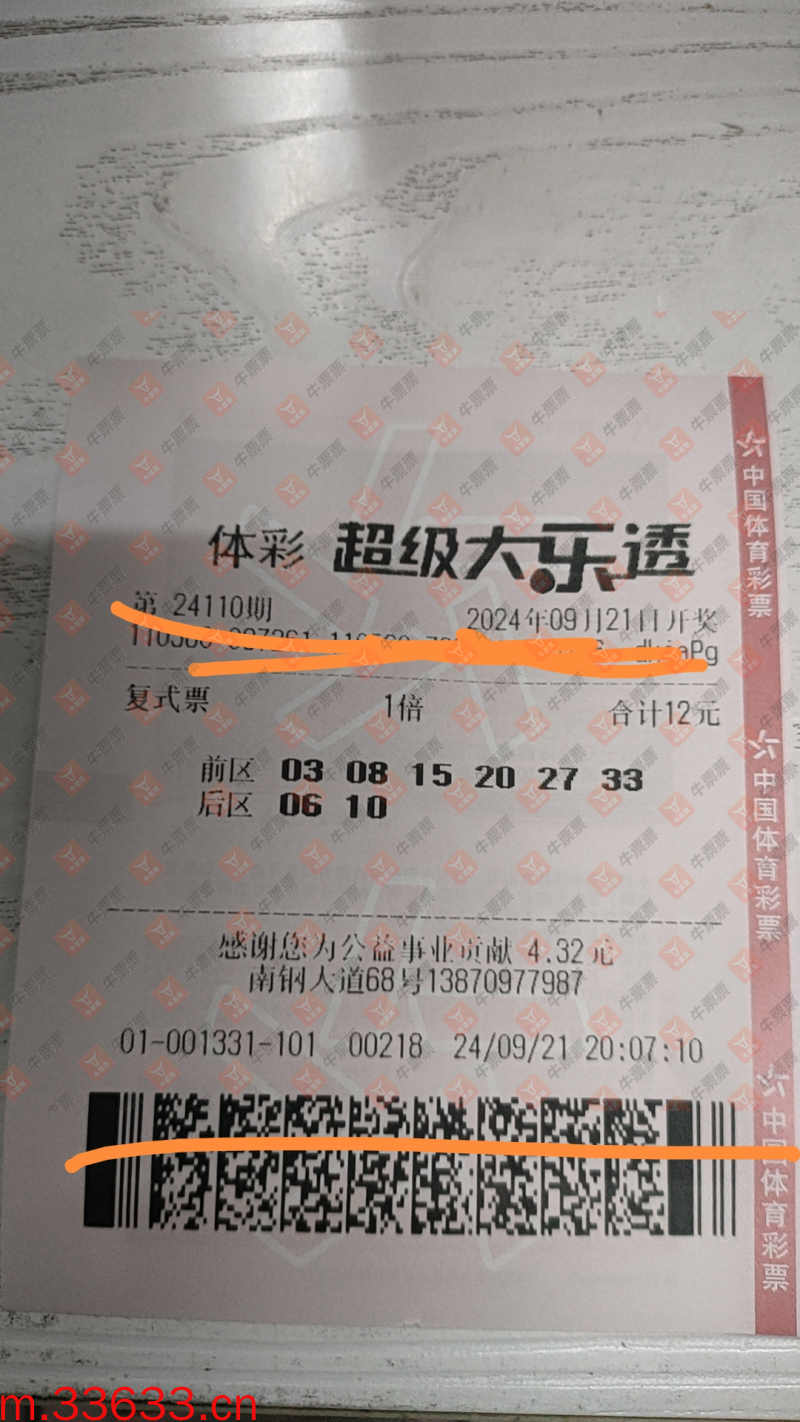 体彩 超级大乐透
第 24110期 2024年09月21日开奖
复式票 1倍 合计12元
前区 03 08 15 20 27 33
后区 06 10
感谢您为公益事业贡献 4.32元
南钢大道68号13870977987
01-001331-101 00218 24/09/21 20:07:10
中国体育彩票
中国体育彩票
中国体育彩票
牛票票
m.33633.cn